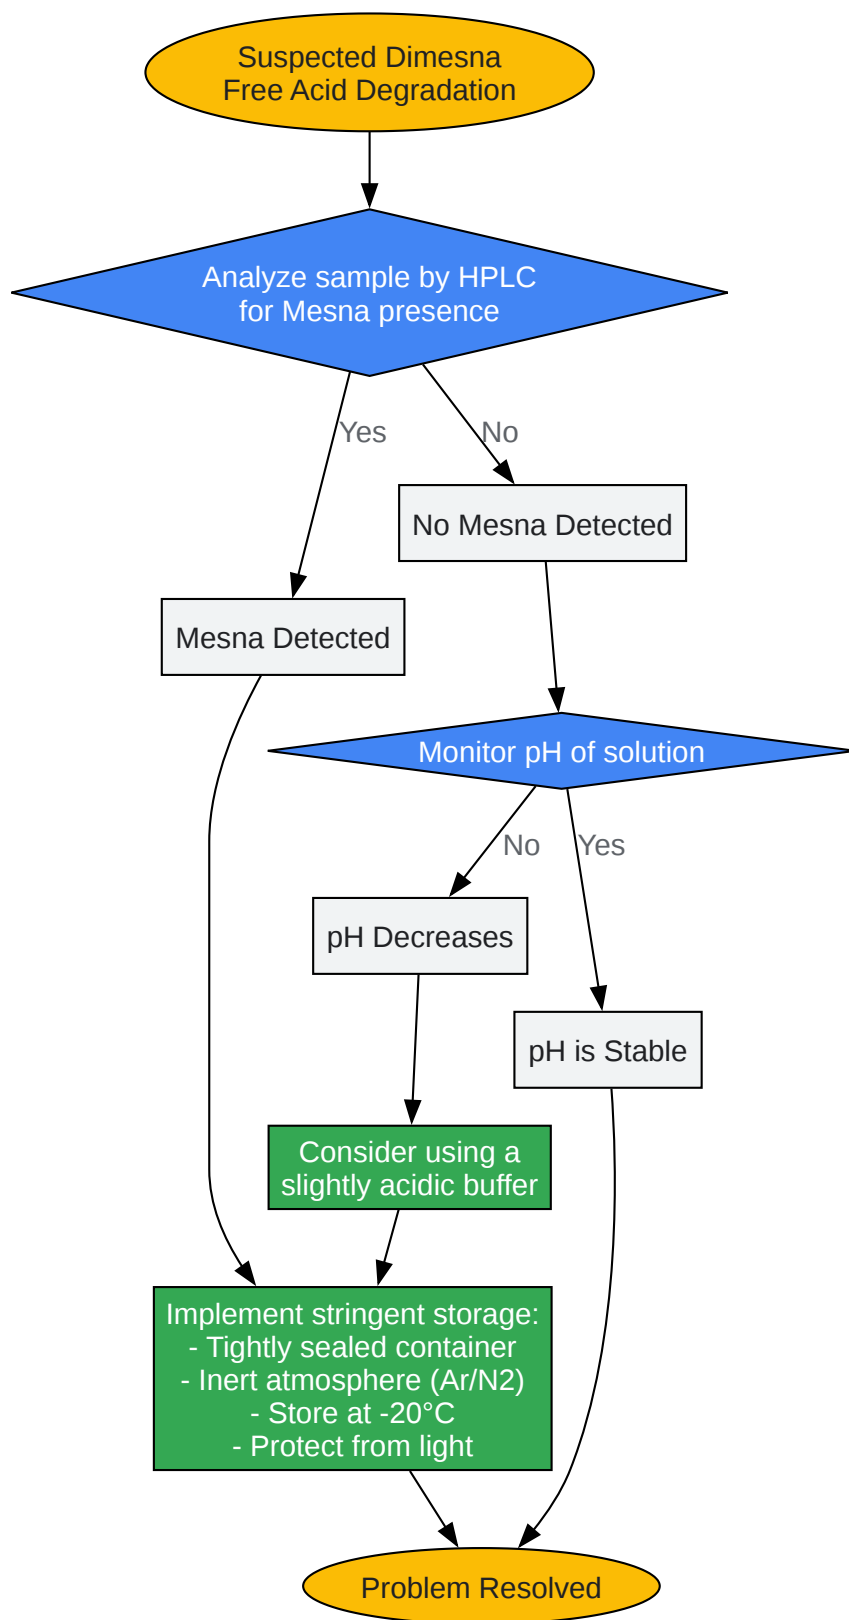 Suspected Dimesna
Free Acid Degradation
Analyze sample by HPLC
for Mesna presence
Yes
No
No Mesna Detected
Mesna Detected
Monitor pH of solution
No
Yes
pH Decreases
pH is Stable
Consider using a
slightly acidic buffer
Implement stringent storage:
- Tightly sealed container
- Inert atmosphere (Ar/N2)
- Store at -20°C
- Protect from light
Problem Resolved